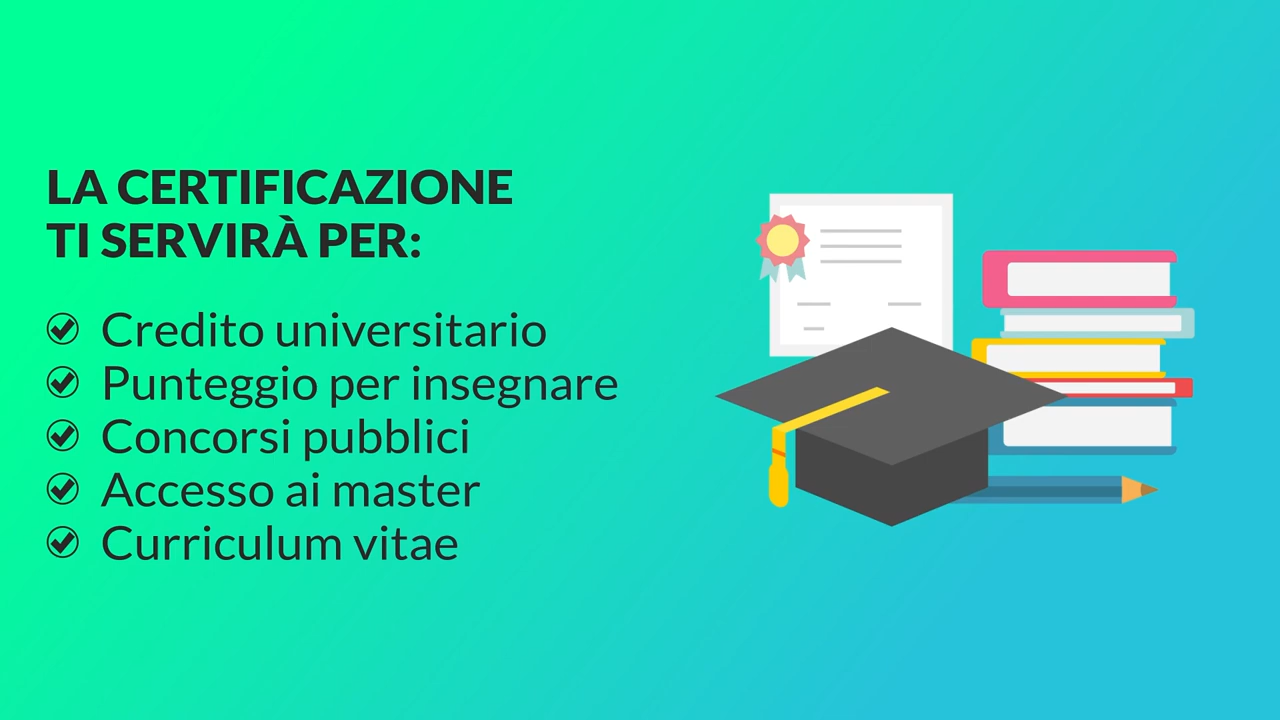 LA CERTIFICAZIONE
TI SERVIRÀ PER:
Credito universitario
Punteggio per insegnare
Concorsi pubblici
Accesso ai master
Curriculum vitae